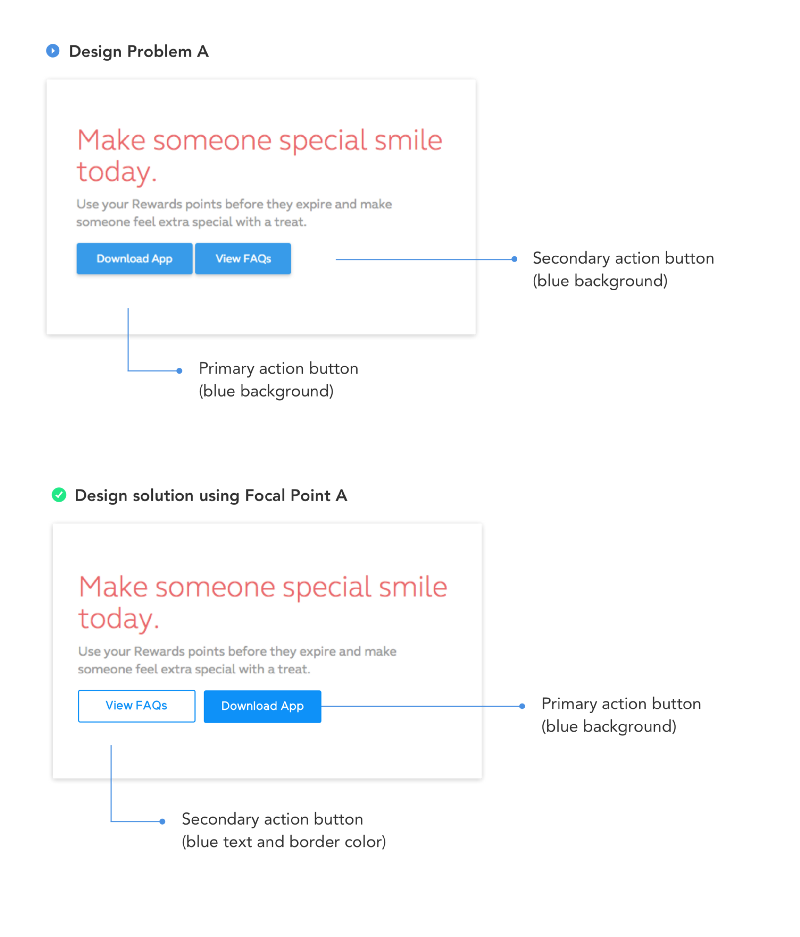 Design Problem A
Make someone special smile
today.
Use your Rewards points before they expire and make
someone feel extra special with a treat.
Download App View FAQs
Secondary action button
(blue background)
Primary action button
(blue background)
Design solution using Focal Point A
Make someone special smile
today.
Use your Rewards points before they expire and make
someone feel extra special with a treat.
View FAQs Download App
Primary action button
(blue background)
Secondary action button
(blue text and border color)